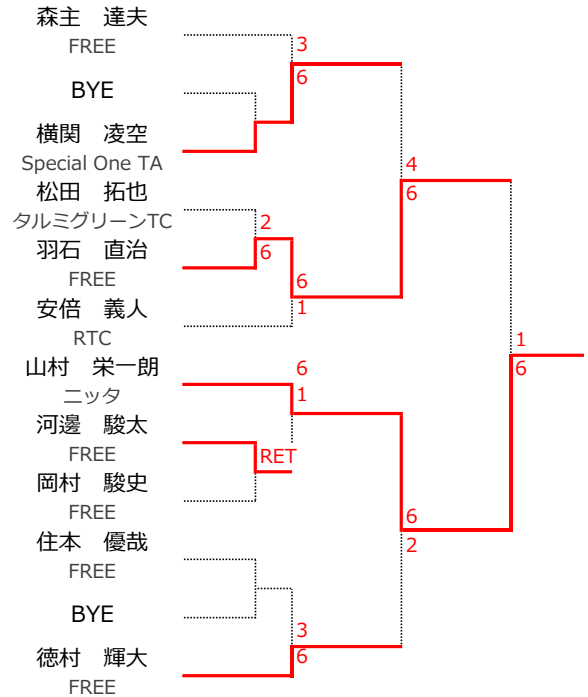 森主　達夫
FREE
3
6
BYE
横関　凌空
Special One TA
4
6
松田　拓也
タルミグリーンTC
2
6
羽石　直治
FREE
6
1
安倍　義人
RTC
1
6
山村　栄一朗
ニッタ
6
1
河邊　駿太
FREE
RET
岡村　駿史
FREE
6
2
住本　優哉
FREE
BYE
3
6
徳村　輝大
FREE